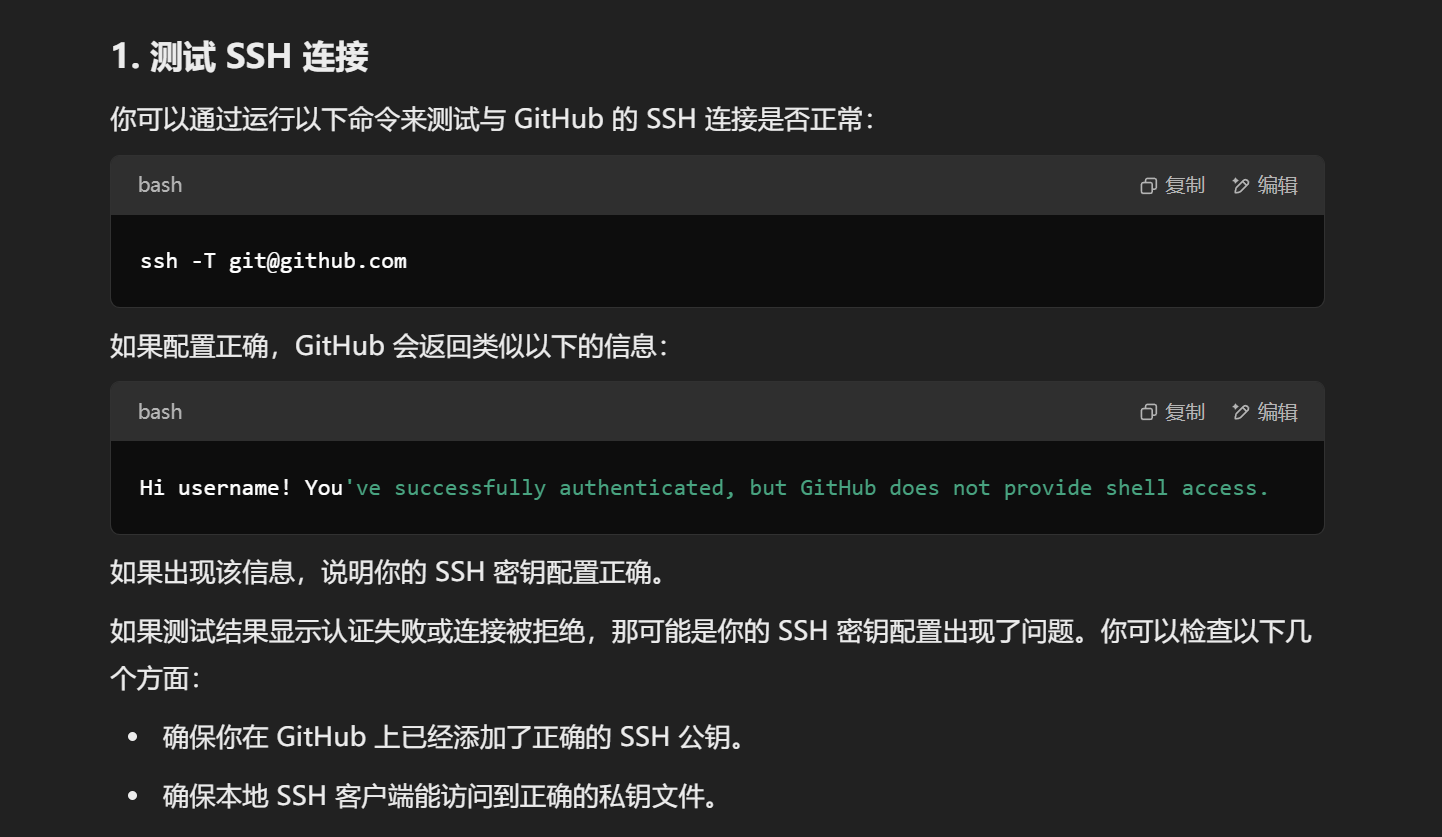 1. 测试 SSH 连接
你可以通过运行以下命令来测试与 GitHub 的 SSH 连接是否正常：
bash
复制
编辑
ssh -T git@github.com
如果配置正确，GitHub 会返回类似以下的信息：
bash
复制
编辑
Hi username! You've successfully authenticated, but GitHub does not provide shell access.
如果出现该信息，说明你的 SSH 密钥配置正确。
如果测试结果显示认证失败或连接被拒绝，那可能是你的 SSH 密钥配置出现了问题。你可以检查以下几
个方面：
• 确保你在 GitHub 上已经添加了正确的 SSH 公钥。
• 确保本地 SSH 客户端能访问到正确的私钥文件。